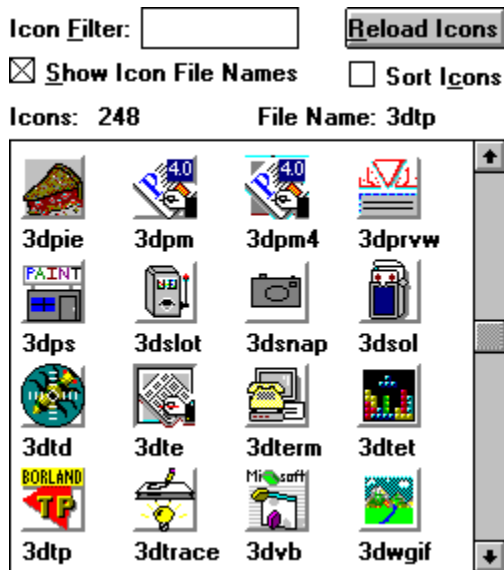 Icon Filter:
Reload Icons
Show Icon File Names
Sort Icons
Icons: 248
File Name: 3dtp
4.0
P
4.0
P
3dpie 3dpm 3dpm4 3dprvw
PAINT
3dps 3dslot 3dsnap 3dsol
3dtd 3dte 3dterm 3dtet
BORLAND
TP
Microsoft
3dtp 3dtrace 3dvb 3dwgif